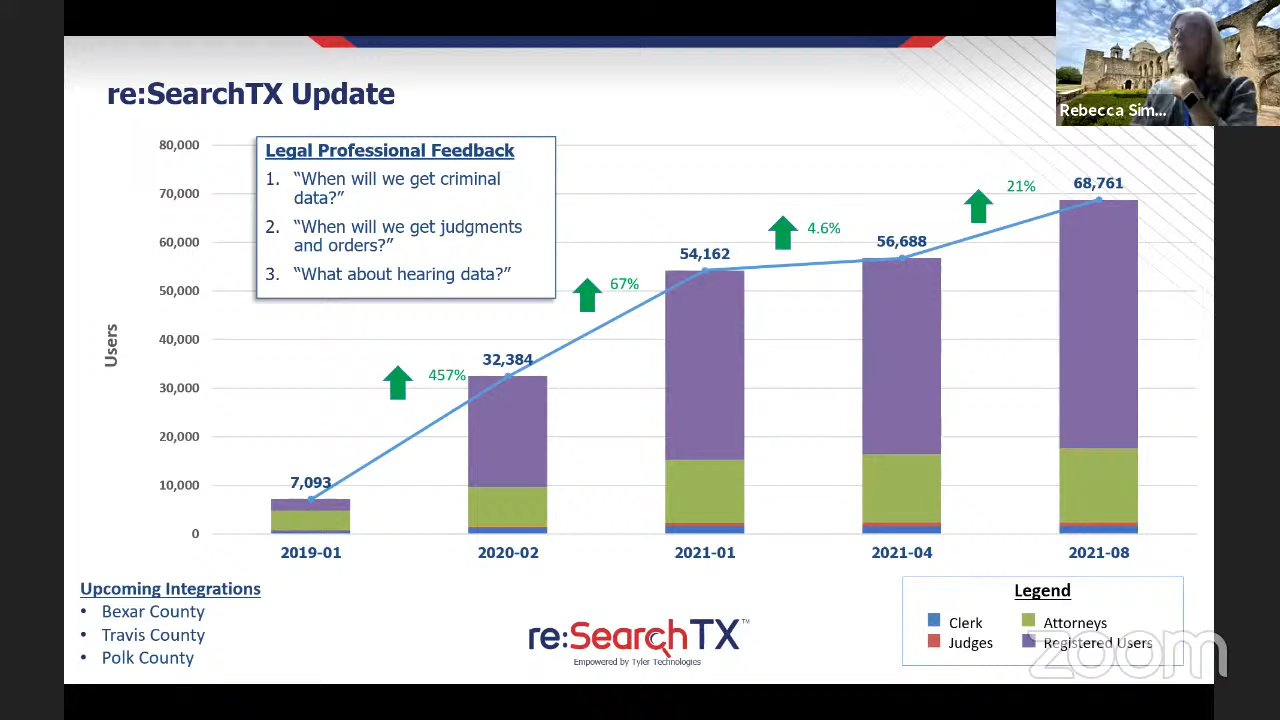 Rebecca Sim...
re:SearchTX Update
Legal Professional Feedback
1. “When will we get criminal
data?”
2. “When will we get judgments
and orders?”
3. “What about hearing data?”
Users
80,000
70,000
60,000
50,000
40,000
30,000
20,000
10,000
0
7,093
457%
32,384
67%
54,162
4.6%
56,688
21%
68,761
2019-01
2020-02
2021-01
2021-04
2021-08
Upcoming Integrations
• Bexar County
• Travis County
• Polk County
re:SearchTX™
Empowered by Tyler Technologies
Legend
Clerk
Attorneys
Judges
Registered Users
zoom